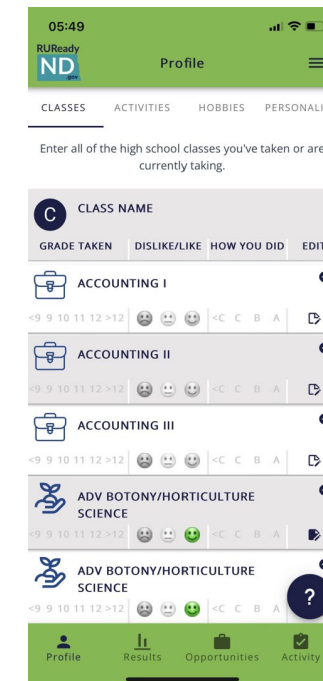 05:49
RUReady
ND
.gov
Profile
CLASSES ACTIVITIES HOBBIES PERSONALI
Enter all of the high school classes you've taken or are
currently taking.
C CLASS NAME
GRADE TAKEN DISLIKE/LIKE HOW YOU DID EDIT
ACCOUNTING I
<9 9 10 11 12 >12 <C C B A
ACCOUNTING II
<9 9 10 11 12 >12 <C C B A
ACCOUNTING III
<9 9 10 11 12 >12 <C C B A
ADV BOTONY/HORTICULTURE
SCIENCE
<9 9 10 11 12 >12 <C C B A
ADV BOTONY/HORTICULTURE
SCIENCE
<9 9 10 11 12 >12 <C C B A
?
Profile Results Opportunities Activity